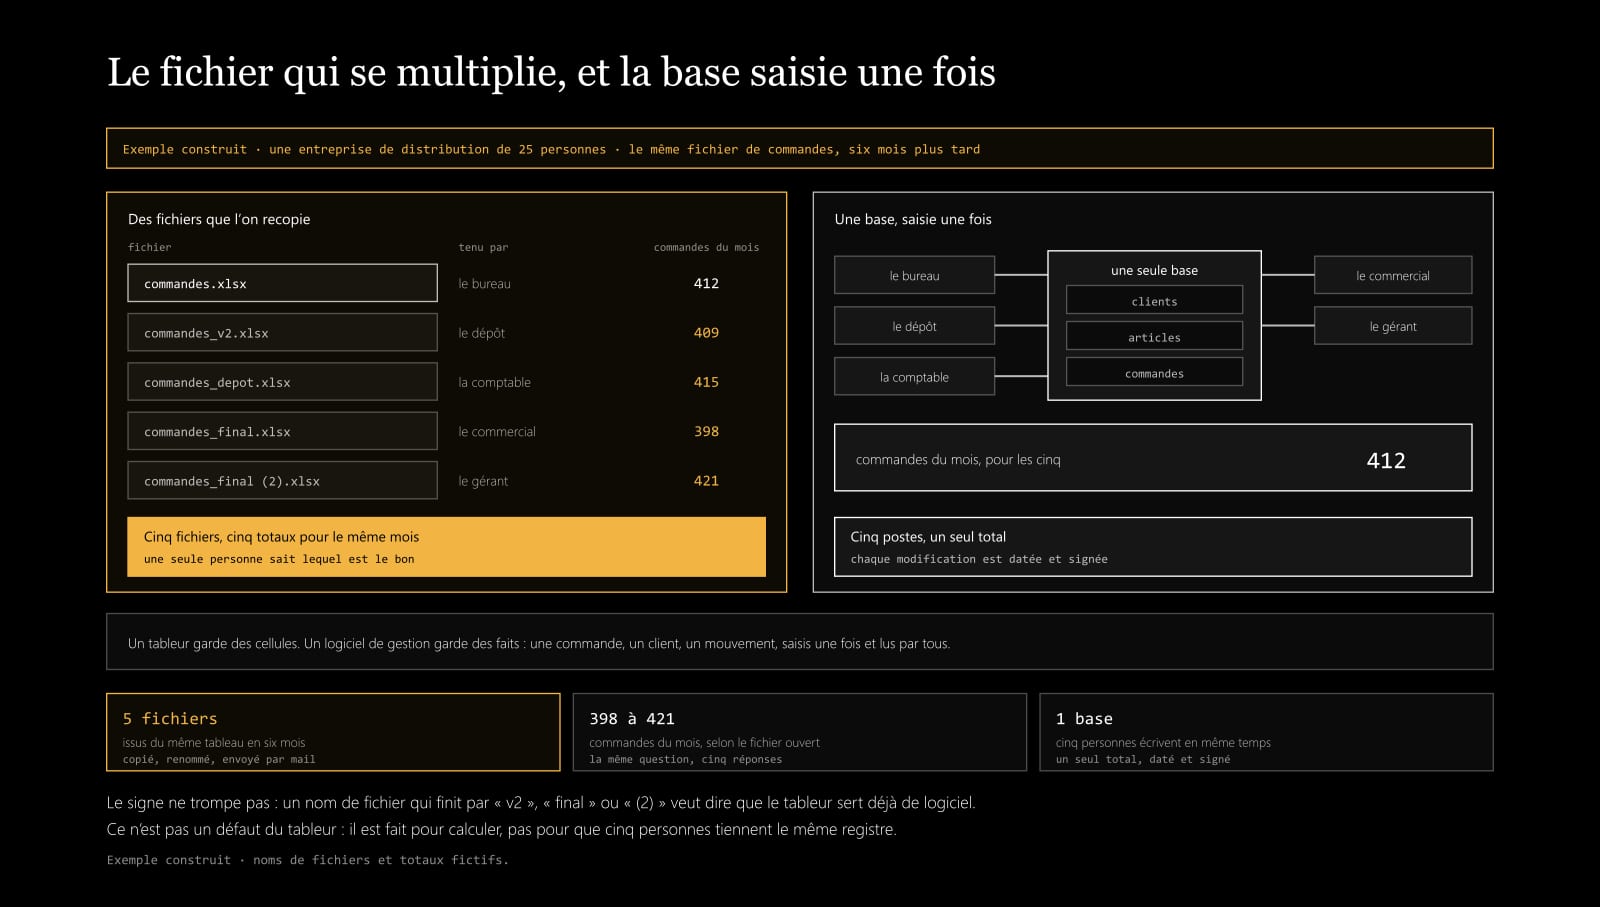 Le fichier qui se multiplie, et la base saisie une fois
Exemple construit · une entreprise de distribution de 25 personnes · le même fichier de commandes, six mois plus tard
Des fichiers que l’on recopie
fichier tenu par commandes du mois
commandes.xlsx le bureau 412
commandes_v2.xlsx le dépôt 409
commandes_depot.xlsx la comptable 415
commandes_final.xlsx le commercial 398
commandes_final (2).xlsx le gérant 421
Cinq fichiers, cinq totaux pour le même mois
une seule personne sait lequel est le bon
Une base, saisie une fois
le bureau
le dépôt
la comptable
une seule base
clients
articles
commandes
le commercial
le gérant
commandes du mois, pour les cinq 412
Cinq postes, un seul total
chaque modification est datée et signée
Un tableur garde des cellules. Un logiciel de gestion garde des faits : une commande, un client, un mouvement, saisis une fois et lus par tous.
5 fichiers
issus du même tableau en six mois
copié, renommé, envoyé par mail
398 à 421
commandes du mois, selon le fichier ouvert
la même question, cinq réponses
1 base
cinq personnes écrivent en même temps
un seul total, daté et signé
Le signe ne trompe pas : un nom de fichier qui finit par « v2 », « final » ou « (2) » veut dire que le tableur sert déjà de logiciel.
Ce n’est pas un défaut du tableur : il est fait pour calculer, pas pour que cinq personnes tiennent le même registre.
Exemple construit · noms de fichiers et totaux fictifs.